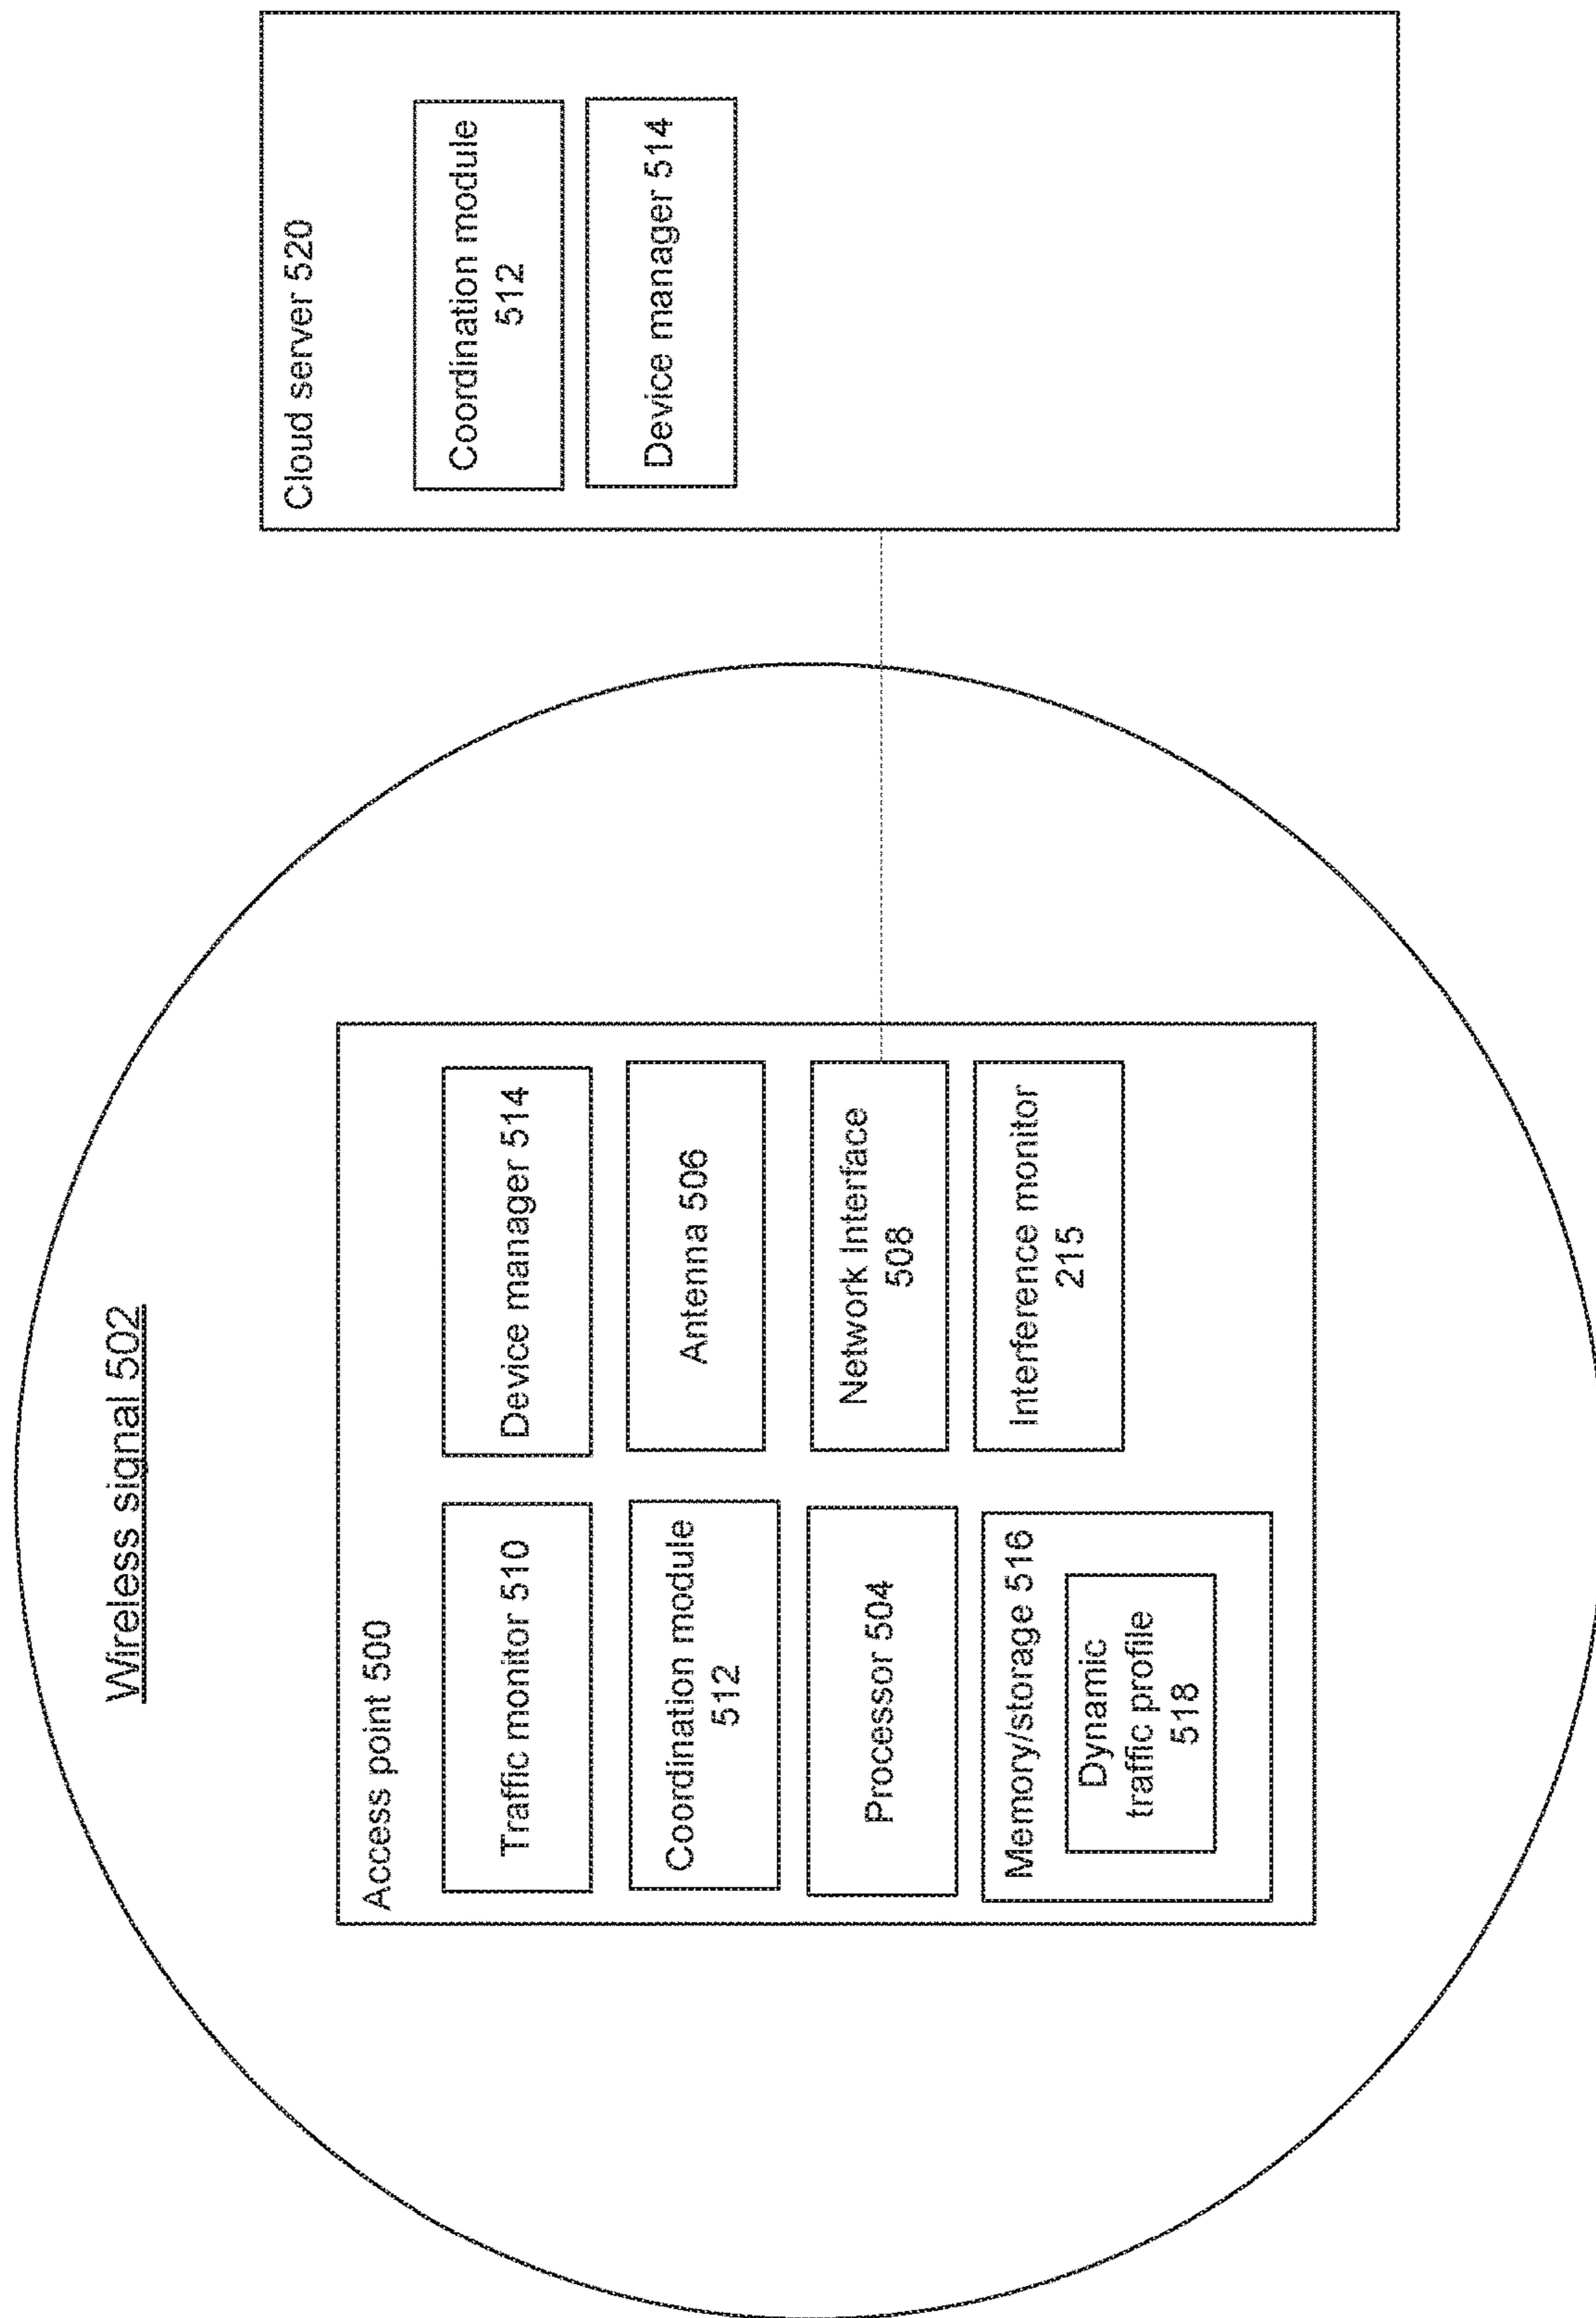 Wireless signal 502
Access point 500
Traffic monitor 510
Device manager 514
Coordination module
512
Antenna 506
Processor 504
Network Interface
508
Memory/storage 516
Dynamic
traffic profile
518
Interference monitor
215
Cloud server 520
Coordination module
512
Device manager 514